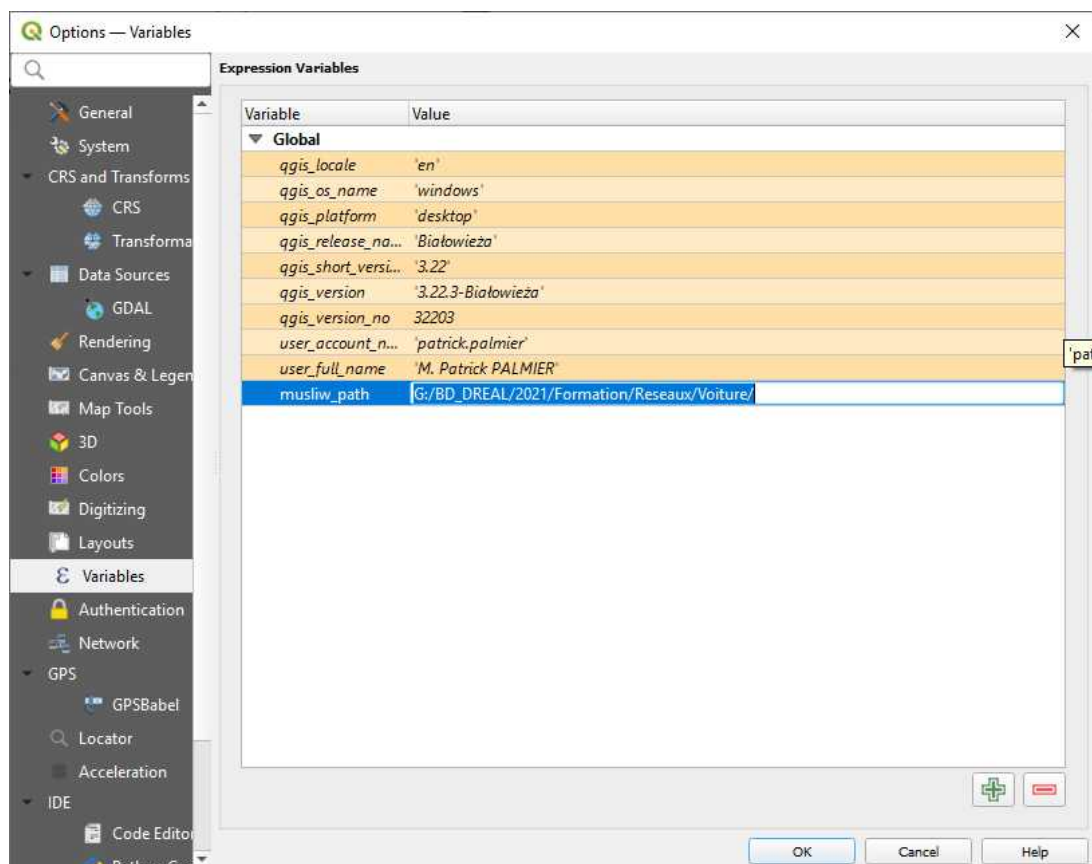 Options — Variables
Expression Variables
General
System
CRS and Transforms
CRS
Transforma
Data Sources
GDAL
Rendering
Canvas & Legen
Map Tools
3D
Colors
Digitizing
Layouts
Variables
Authentication
Network
GPS
GPSBabel
Locator
Acceleration
IDE
Code Editor
Variable Value
Global
qgis_locale 'en'
qgis_os_name 'windows'
qgis_platform 'desktop'
qgis_release_na... 'Białowieża'
qgis_short_versi... '3.22'
qgis_version '3.22.3-Białowieża'
qgis_version_no 32203
user_account_n... 'patrick.palmier'
user_full_name 'M. Patrick PALMIER'
musliw_path G:/BD_DREAL/2021/Formation/Reseaux/Voiture/
'pat
OK Cancel Help